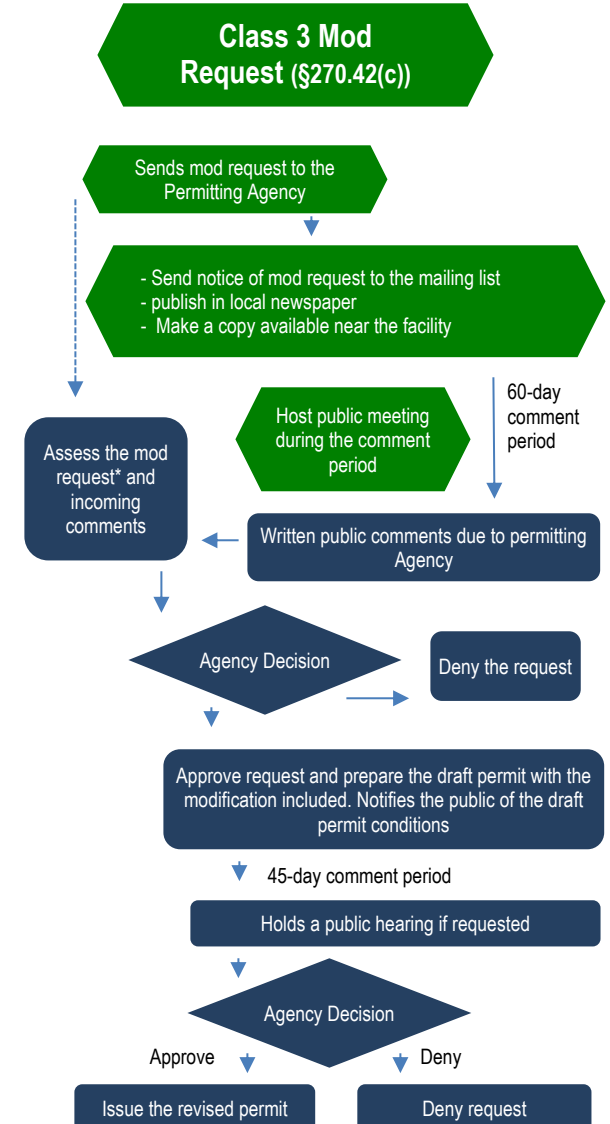 Class 3 Mod
Request (§270.42(c))
Sends mod request to the
Permitting Agency
- Send notice of mod request to the mailing list
- publish in local newspaper
- Make a copy available near the facility
60-day
comment
period
Host public meeting
during the comment
period
Assess the mod
request* and
incoming
comments
Written public comments due to permitting
Agency
Agency Decision
Deny the request
Approve request and prepare the draft permit with the
modification included. Notifies the public of the draft
permit conditions
45-day comment period
Holds a public hearing if requested
Agency Decision
Approve
Deny
Issue the revised permit
Deny request